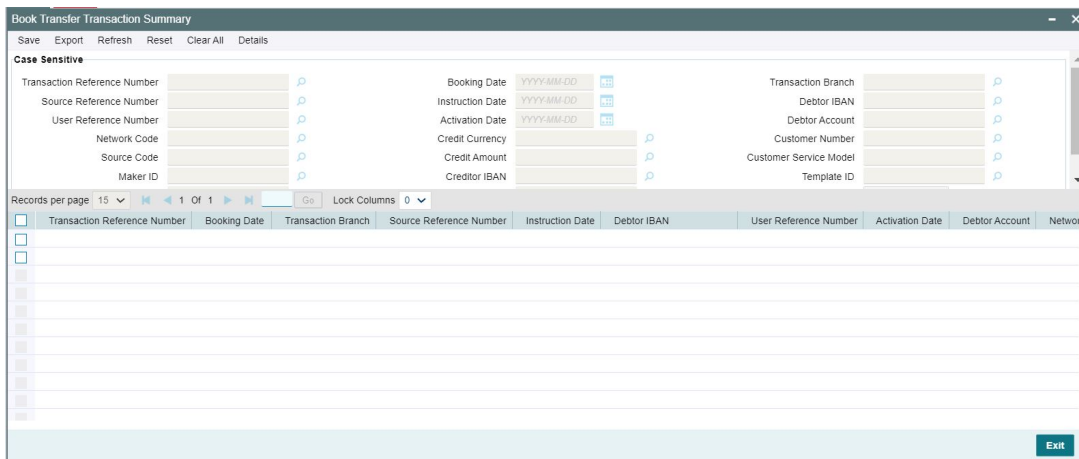 Book Transfer Transaction Summary
Save Export Refresh Reset Clear All Details
Case Sensitive
Transaction Reference Number Booking Date YYYY-MM-DD Transaction Branch
Source Reference Number Instruction Date YYYY-MM-DD Debtor IBAN
User Reference Number Activation Date YYYY-MM-DD Debtor Account
Network Code Credit Currency Customer Number
Source Code Credit Amount Customer Service Model
Maker ID Creditor IBAN Template ID
Records per page 15 1 Of 1 Go Lock Columns 0
Transaction Reference Number Booking Date Transaction Branch Source Reference Number Instruction Date Debtor IBAN User Reference Number Activation Date Debtor Account Networ
Exit